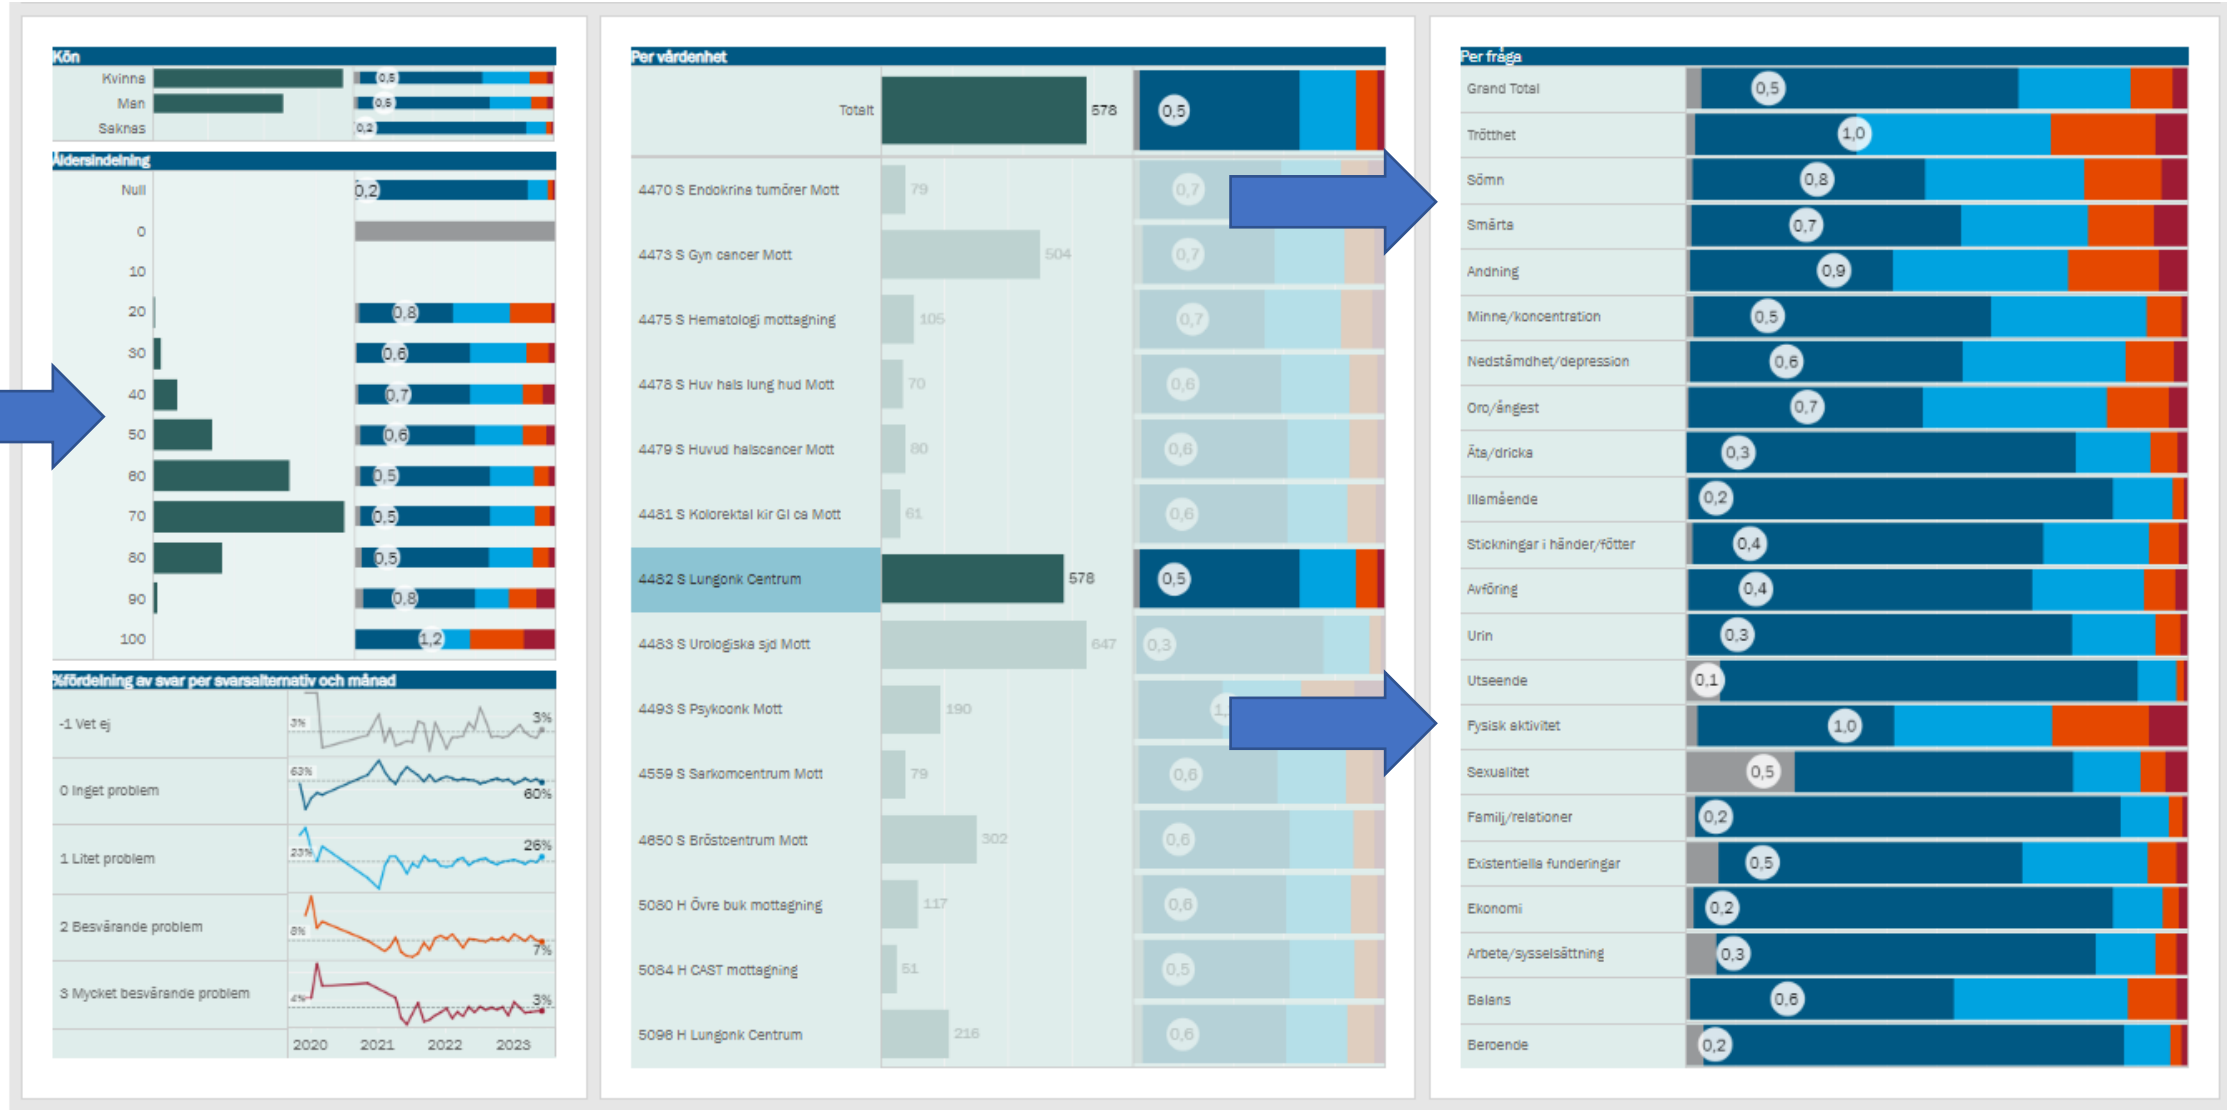 Kön
Kvinna 0,5
Man 0,5
Saknas 0,2
Åldersindelning
Null 0,2
0
10
20 0,8
30 0,6
40 0,7
50 0,6
60 0,5
70 0,5
80 0,5
90 0,8
100 1,2
%fördelning av svar per svarsalternativ och månad
-1 Vet ej 3% 3%
0 Inget problem 63% 60%
1 Litet problem 23% 26%
2 Besvärande problem 8% 7%
3 Mycket besvärande problem 4% 3%
2020 2021 2022 2023
Per vårdenhet
Totalt 578 0,5
4470 S Endokrina tumörer Mott 79 0,7
4473 S Gyn cancer Mott 504 0,7
4475 S Hematologi mottagning 105 0,7
4478 S Huv hals lung hud Mott 70 0,6
4479 S Huvud halscancer Mott 80 0,6
4481 S Kolorektal kir GI ca Mott 61 0,6
4482 S Lungonk Centrum 578 0,5
4483 S Urologiska sjd Mott 647 0,3
4493 S Psykoonk Mott 190
4559 S Sarkomcentrum Mott 79 0,6
4650 S Bröstcentrum Mott 302 0,6
5080 H Övre buk mottagning 117 0,6
5084 H CAST mottagning 51 0,5
5098 H Lungonk Centrum 216 0,6
Per fråga
Grand Total 0,5
Trötthet 1,0
Sömn 0,8
Smärta 0,7
Andning 0,9
Minne/koncentration 0,5
Nedstämdhet/depression 0,6
Oro/ångest 0,7
Äta/dricka 0,3
Illamående 0,2
Stickningar i händer/fötter 0,4
Avföring 0,4
Urin 0,3
Utseende 0,1
Fysisk aktivitet 1,0
Sexualitet 0,5
Familj/relationer 0,2
Existentiella funderingar 0,5
Ekonomi 0,2
Arbete/sysselsättning 0,3
Balans 0,6
Beroende 0,2